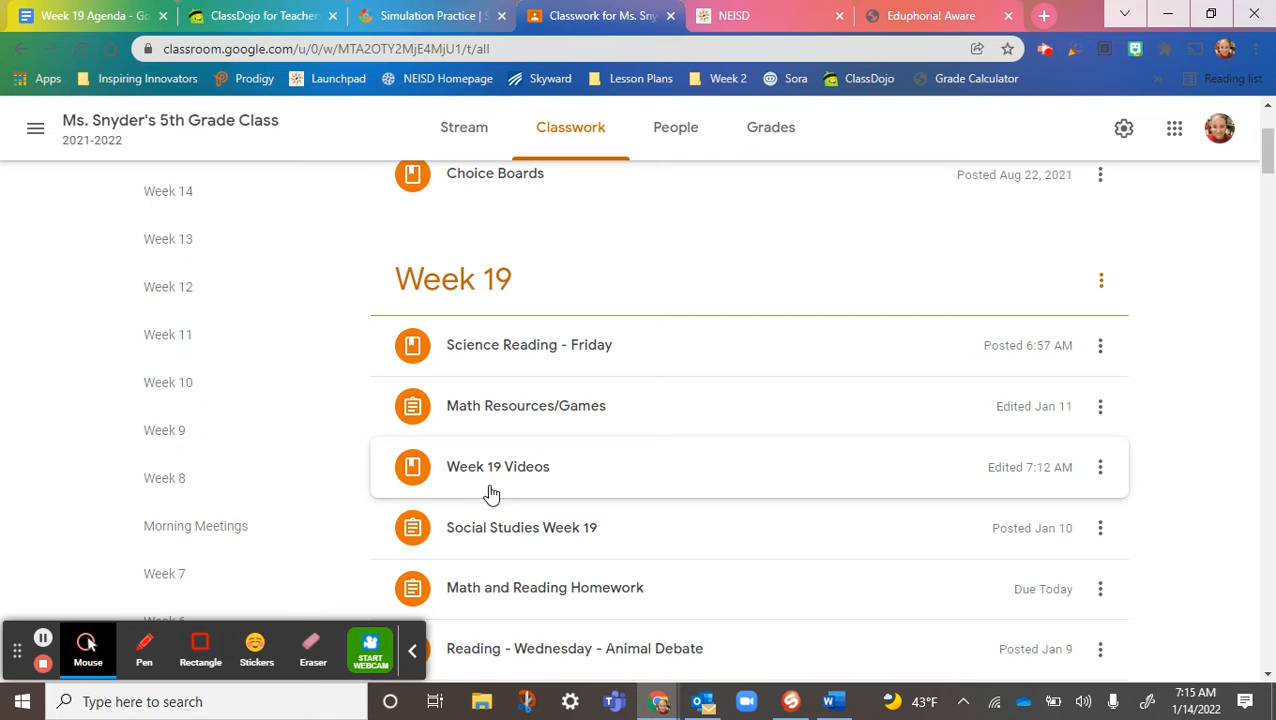 Week 19 Agenda - Go
ClassDojo for Teacher
Simulation Practice | S
Classwork for Ms. Sny
NEISD
Eduphoria! Aware
classroom.google.com/u/0/w/MTA2OTY2MjE4MjU1/t/all
Apps
Inspiring Innovators
Prodigy
Launchpad
NEISD Homepage
Skyward
Lesson Plans
Week 2
Sora
ClassDojo
Grade Calculator
»
Reading list
Ms. Snyder's 5th Grade Class
2021-2022
Stream
Classwork
People
Grades
Week 14
Week 13
Week 12
Week 11
Week 10
Week 9
Week 8
Morning Meetings
Week 7
Choice Boards
Posted Aug 22, 2021
Week 19
Science Reading - Friday
Posted 6:57 AM
Math Resources/Games
Edited Jan 11
Week 19 Videos
Edited 7:12 AM
Social Studies Week 19
Posted Jan 10
Math and Reading Homework
Due Today
Reading - Wednesday - Animal Debate
Posted Jan 9
Mouse
Pen
Rectangle
Stickers
Eraser
START
WEBCAM
Type here to search
43°F
7:15 AM
1/14/2022